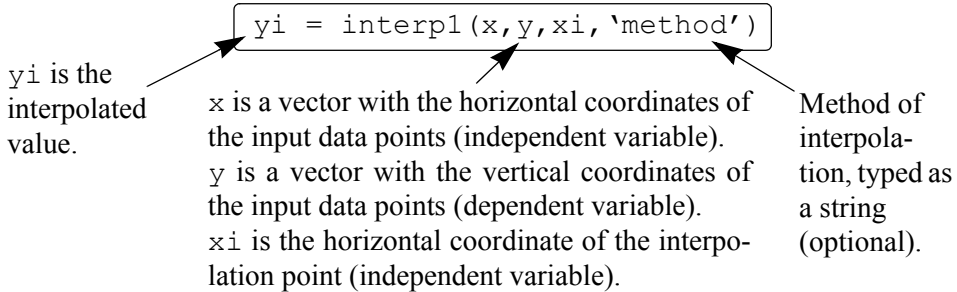 yi = interp1(x,y,xi,‘method’)
yi is the
interpolated
value.
x is a vector with the horizontal coordinates of
the input data points (independent variable).
y is a vector with the vertical coordinates of
the input data points (dependent variable).
xi is the horizontal coordinate of the interpo-
lation point (independent variable).
Method of
interpola-
tion, typed as
a string
(optional).